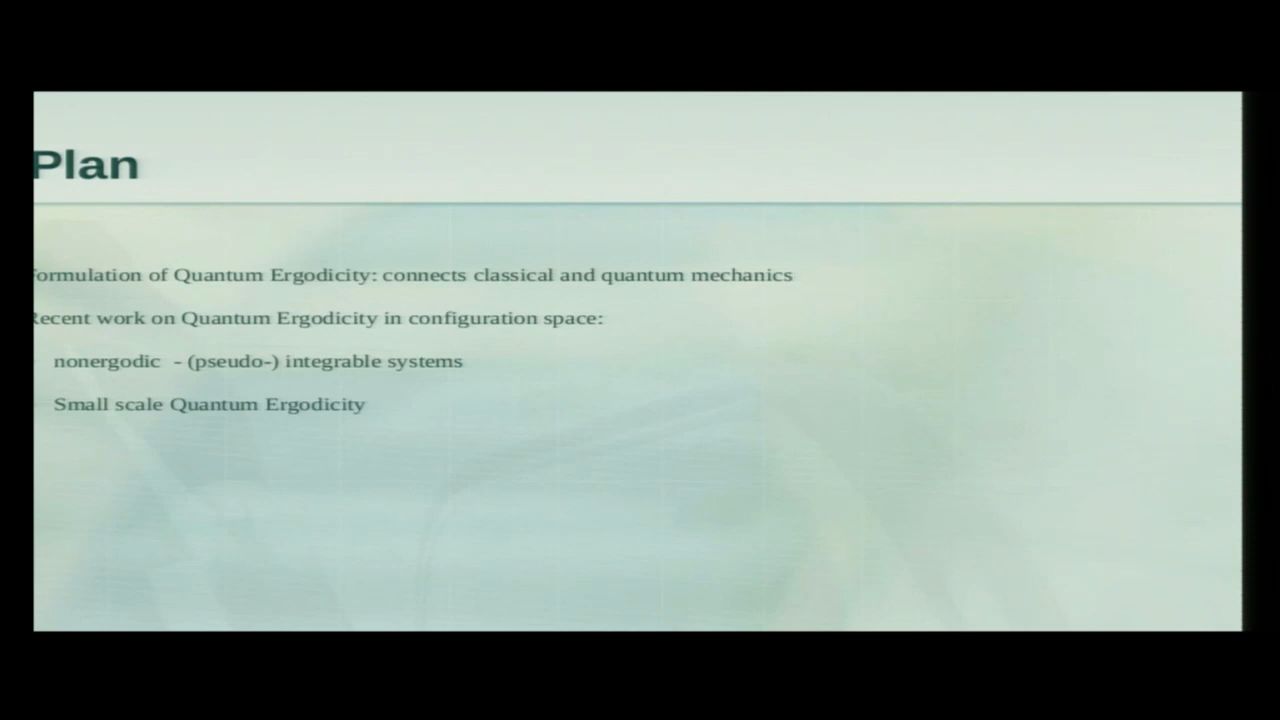 Plan
Formulation of Quantum Ergodicity: connects classical and quantum mechanics
Recent work on Quantum Ergodicity in configuration space:
nonergodic - (pseudo-) integrable systems
Small scale Quantum Ergodicity